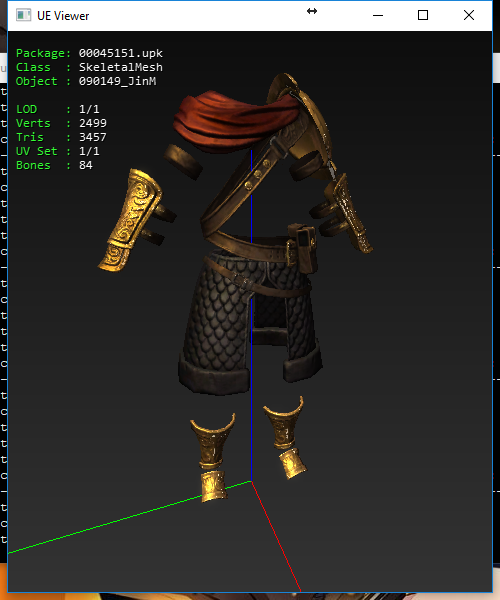 UE Viewer
Package: 00045151.upk
Class : SkeletalMesh
Object : 090149_JinM
LOD : 1/1
Verts : 2499
Tris : 3457
UV Set : 1/1
Bones : 84